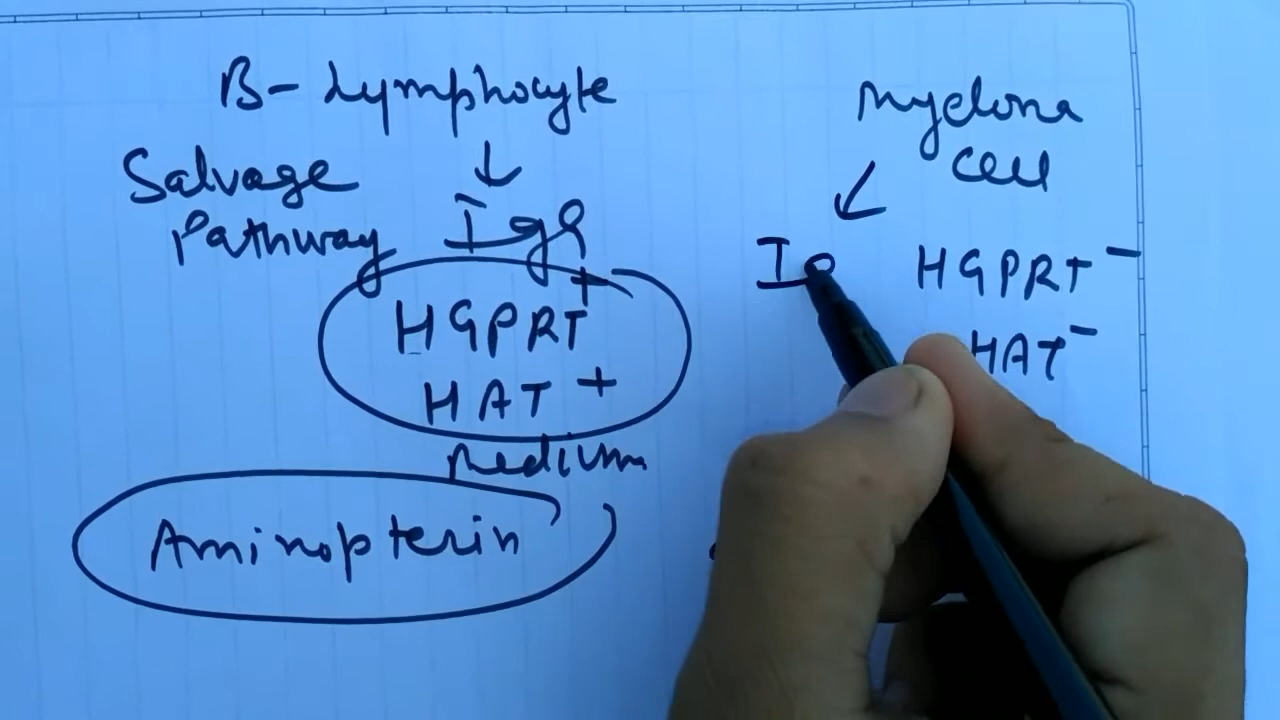 B- Lymphocyte
Salvage
Pathway
IgG
HGPRT+
HAT +
Medium
Aminopterin
Myeloma
Cell
HGPRT-
HAT-